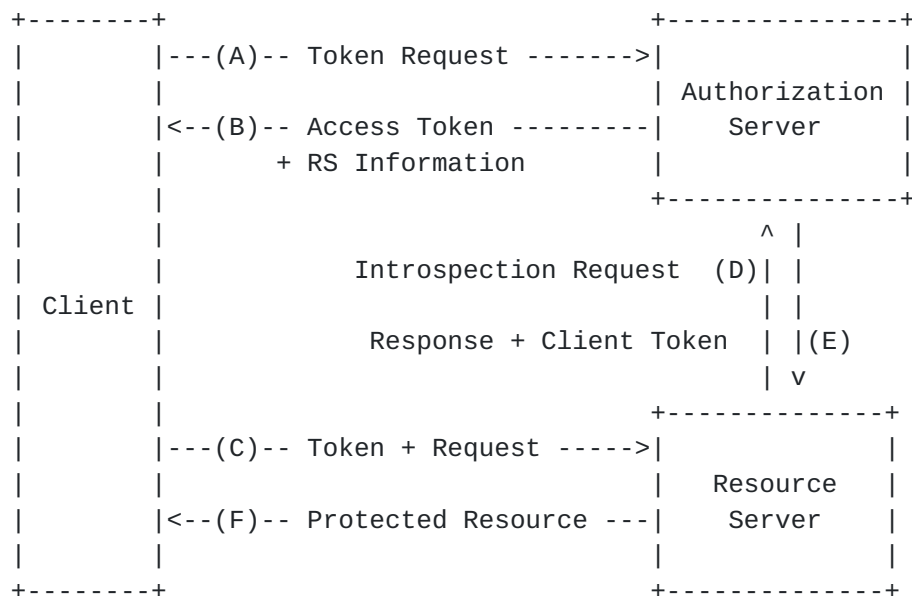 +--------+                               +---------------+
|        |---(A)-- Token Request ------->|               |
|        |                               | Authorization |
|        |<--(B)-- Access Token ---------|    Server     |
|        |       + RS Information        |               |
|        |                               +---------------+
|        |                                      ^ |
|        |            Introspection Request  (D)| |
| Client |                                      | |
|        |             Response + Client Token  | |(E)
|        |                                      | v
|        |                               +--------------+
|        |---(C)-- Token + Request ----->|              |
|        |                               |   Resource   |
|        |<--(F)-- Protected Resource ---|    Server    |
|        |                               |              |
+--------+                               +--------------+